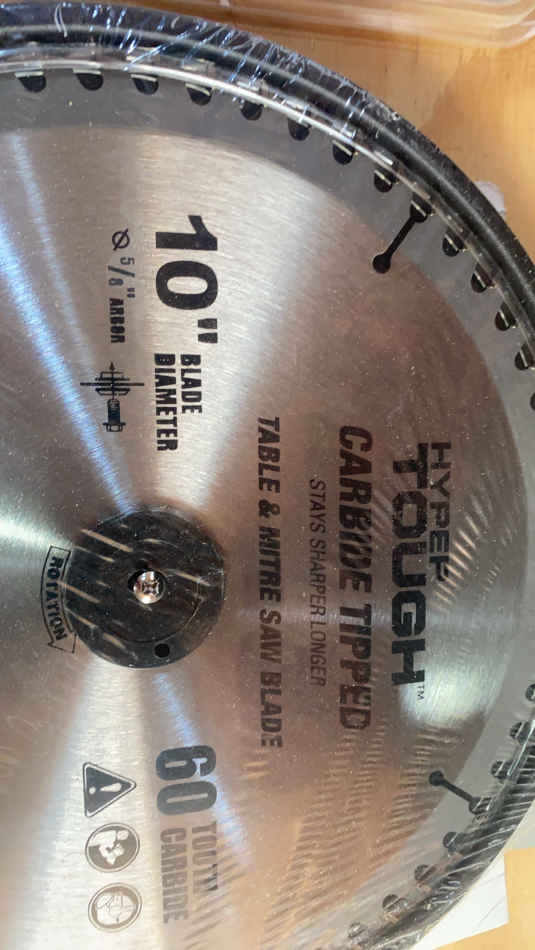 HYPER
TOUGH™
CARBIDE TIPPED
STAYS SHARPER LONGER
TABLE & MITRE SAW BLADE
10" BLADE
DIAMETER
⌀ 5/8" ARBOR
ROTATION
60 TOOTH
CARBIDE